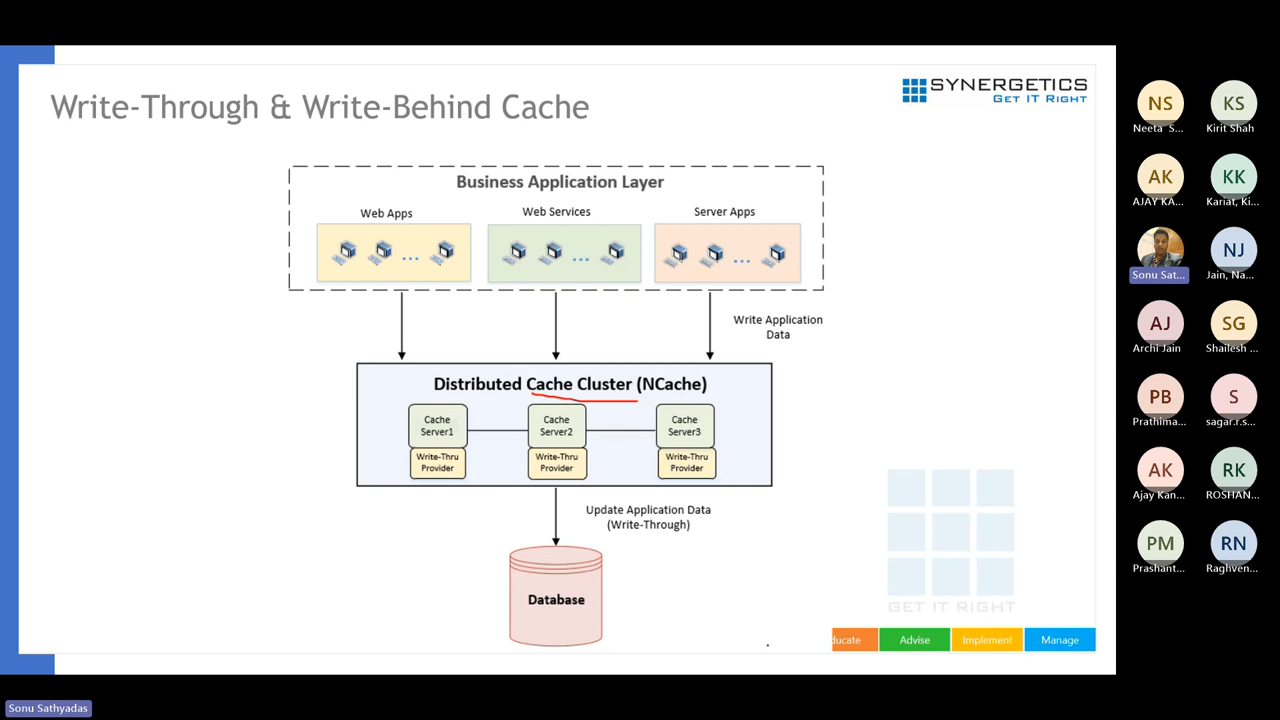 Write-Through & Write-Behind Cache
SYNERGETICS
GET IT RIGHT
Business Application Layer
Web Apps
Web Services
Server Apps
...
...
...
Write Application
Data
Distributed Cache Cluster (NCache)
Cache
Server1
Cache
Server2
Cache
Server3
Write-Thru
Provider
Write-Thru
Provider
Write-Thru
Provider
Update Application Data
(Write-Through)
Database
GET IT RIGHT
ducate
Advise
Implement
Manage
NS
Neeta S...
KS
Kirit Shah
AK
AJAY KA...
KK
Kariat, Ki...
Sonu Sat...
NJ
Jain, Na...
AJ
Archi Jain
SG
Shailesh ...
PB
Prathima...
S
sagar.r.s...
AK
Ajay Kan...
RK
ROSHAN...
PM
Prashant...
RN
Raghven...
Sonu Sathyadas